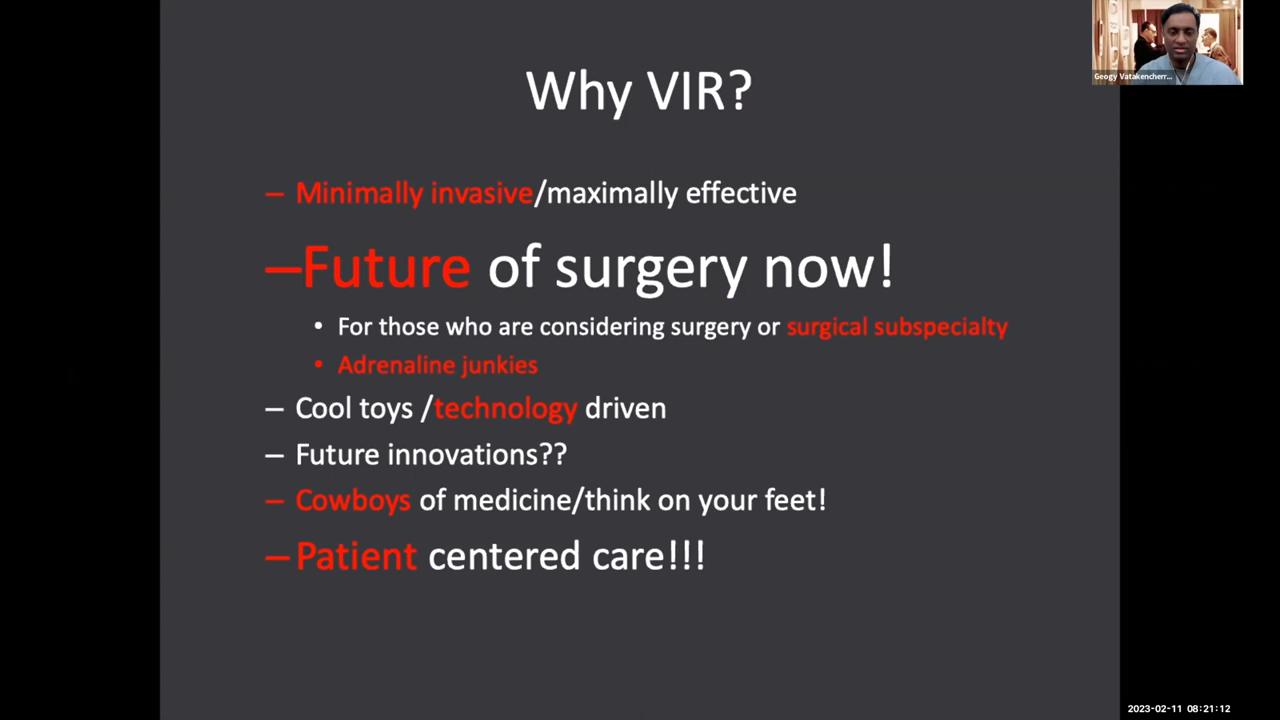 Why VIR?
– Minimally invasive/maximally effective
–Future of surgery now!
• For those who are considering surgery or surgical subspecialty
• Adrenaline junkies
– Cool toys /technology driven
– Future innovations??
– Cowboys of medicine/think on your feet!
–Patient centered care!!!
Geogy Vatakencherr...
2023-02-11 08:21:12